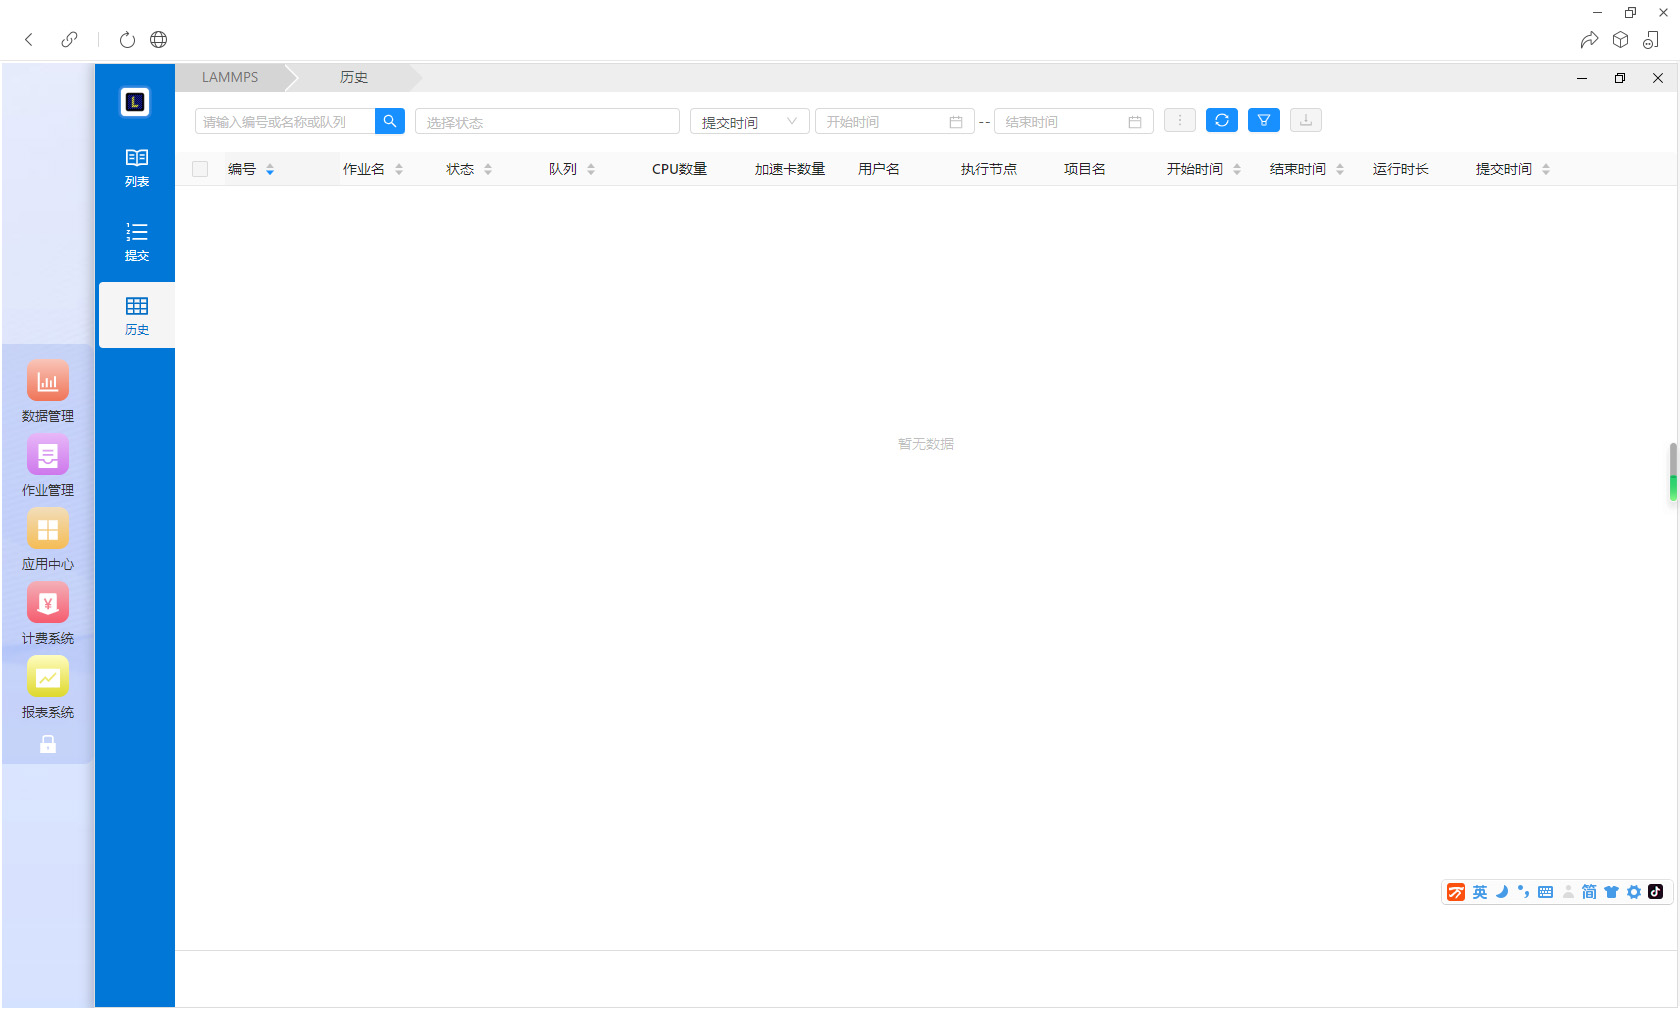 LAMMPS 历史
请输入编号或名称或队列 选择状态 提交时间 开始时间 -- 结束时间
编号 作业名 状态 队列 CPU数量 加速卡数量 用户名 执行节点 项目名 开始时间 结束时间 运行时长 提交时间
暂无数据
L
列表
提交
历史
数据管理
作业管理
应用中心
计费系统
报表系统
英 简